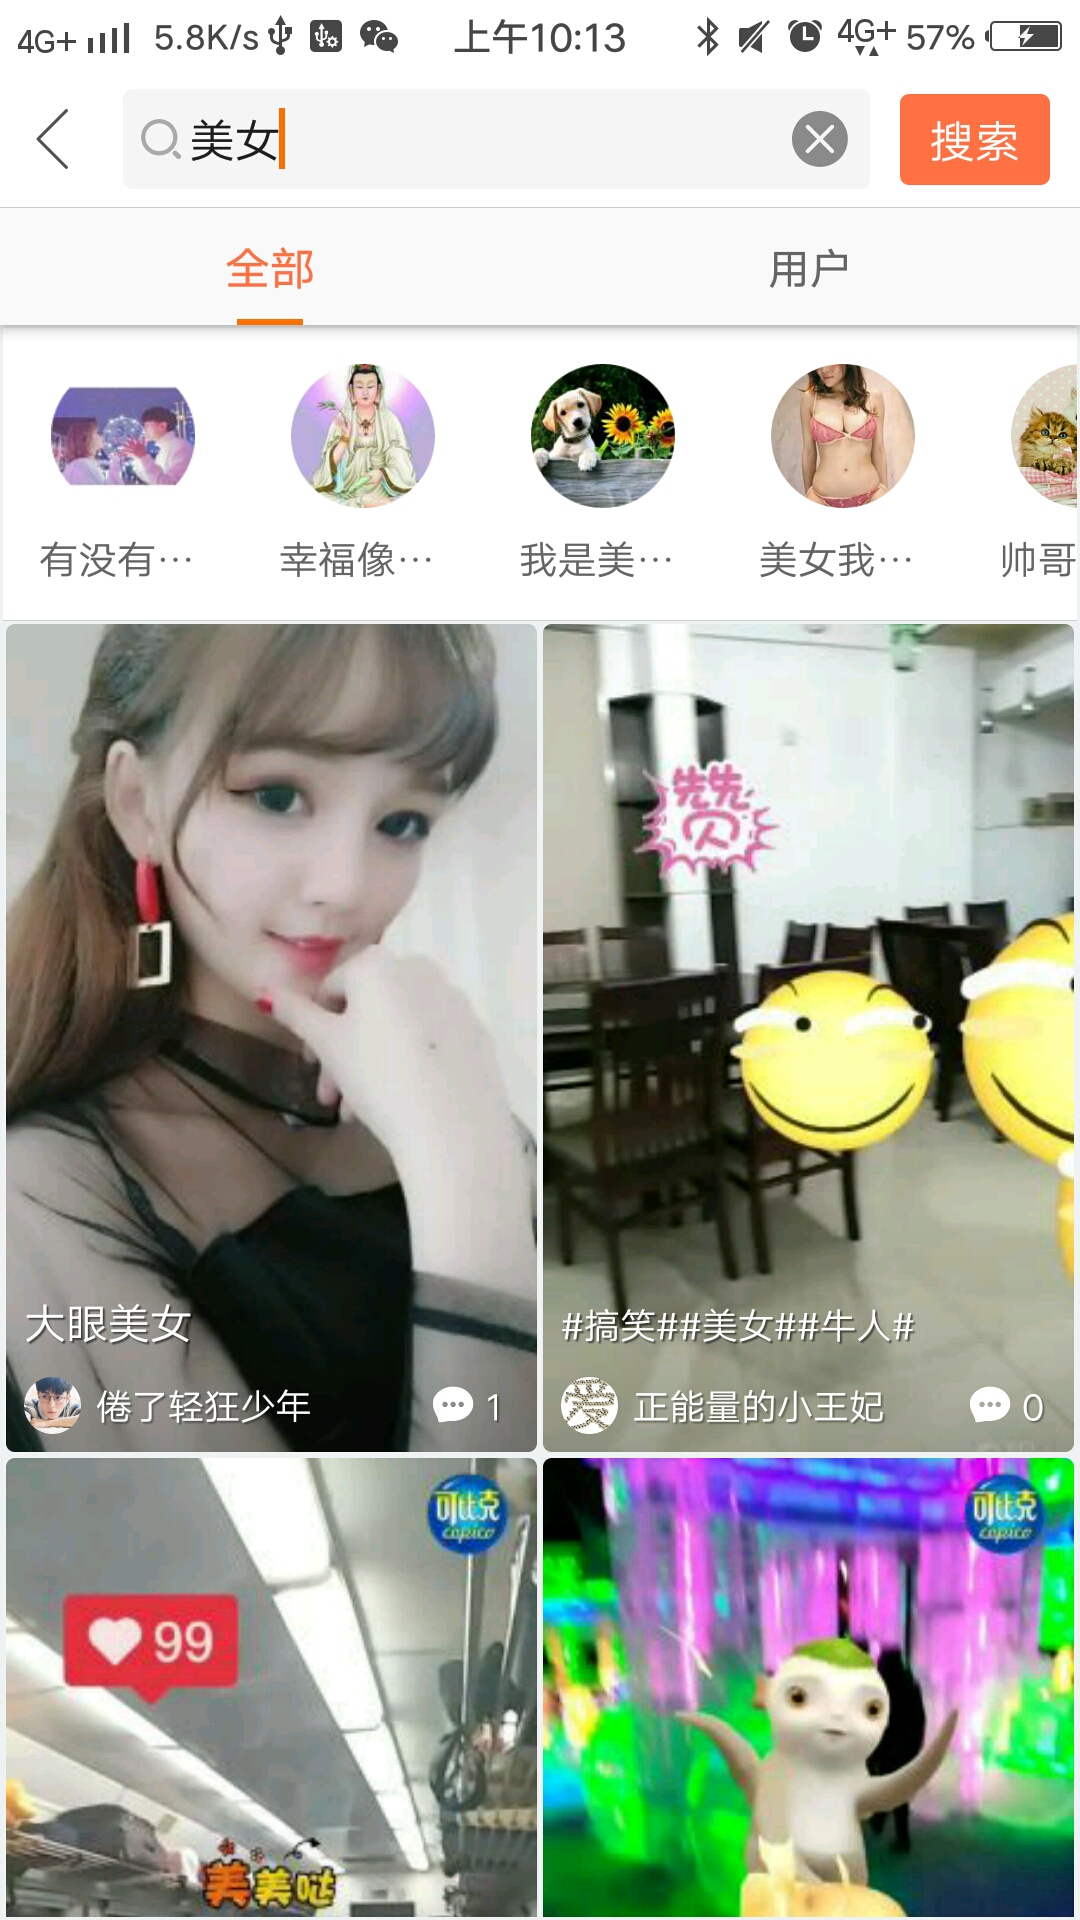 4G+ 5.8K/s 上午10:13 4G+ 57%
美女
搜索
全部 用户
有没有… 幸福像… 我是美… 美女我… 帅哥
赞
大眼美女
倦了轻狂少年 1
#搞笑##美女##牛人#
爱 正能量的小王妃 0
可比克
copico
99
美美哒
可比克
copico